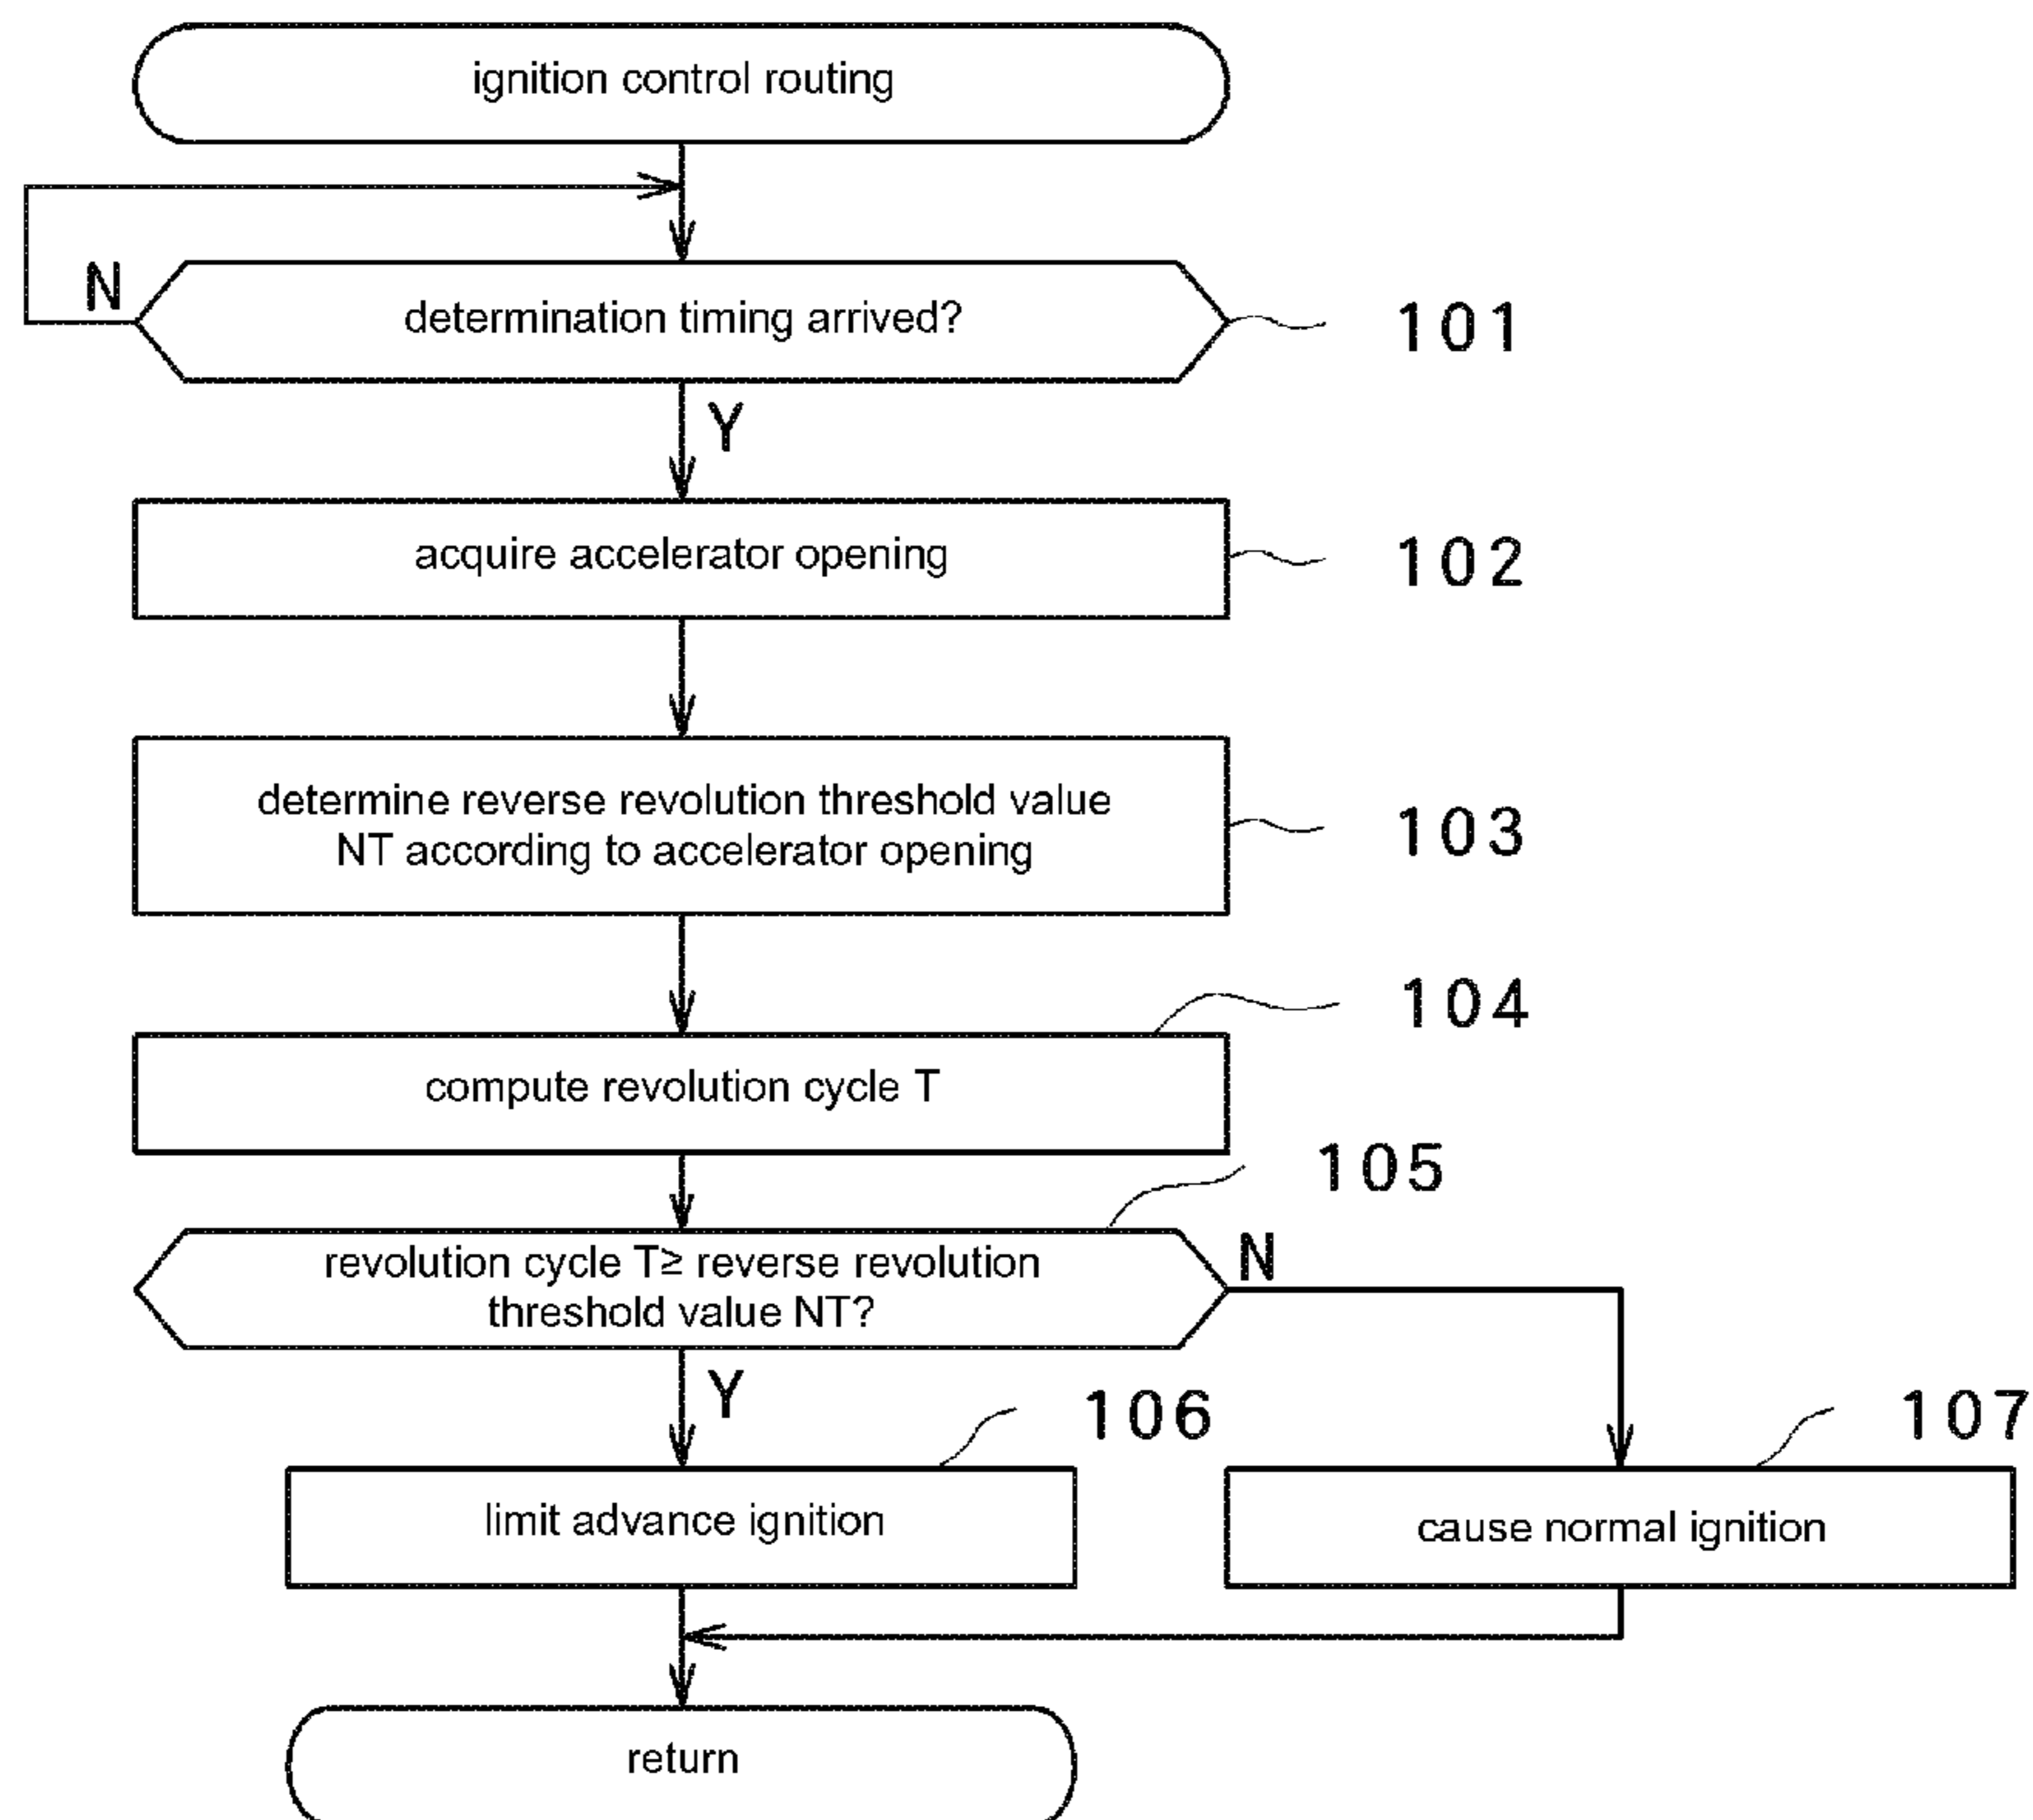 ignition control routing
N
determination timing arrived?
101
Y
acquire accelerator opening
102
determine reverse revolution threshold value
NT according to accelerator opening
103
104
compute revolution cycle T
105
revolution cycle T≥ reverse revolution
threshold value NT?
N
Y
106
107
limit advance ignition
cause normal ignition
return